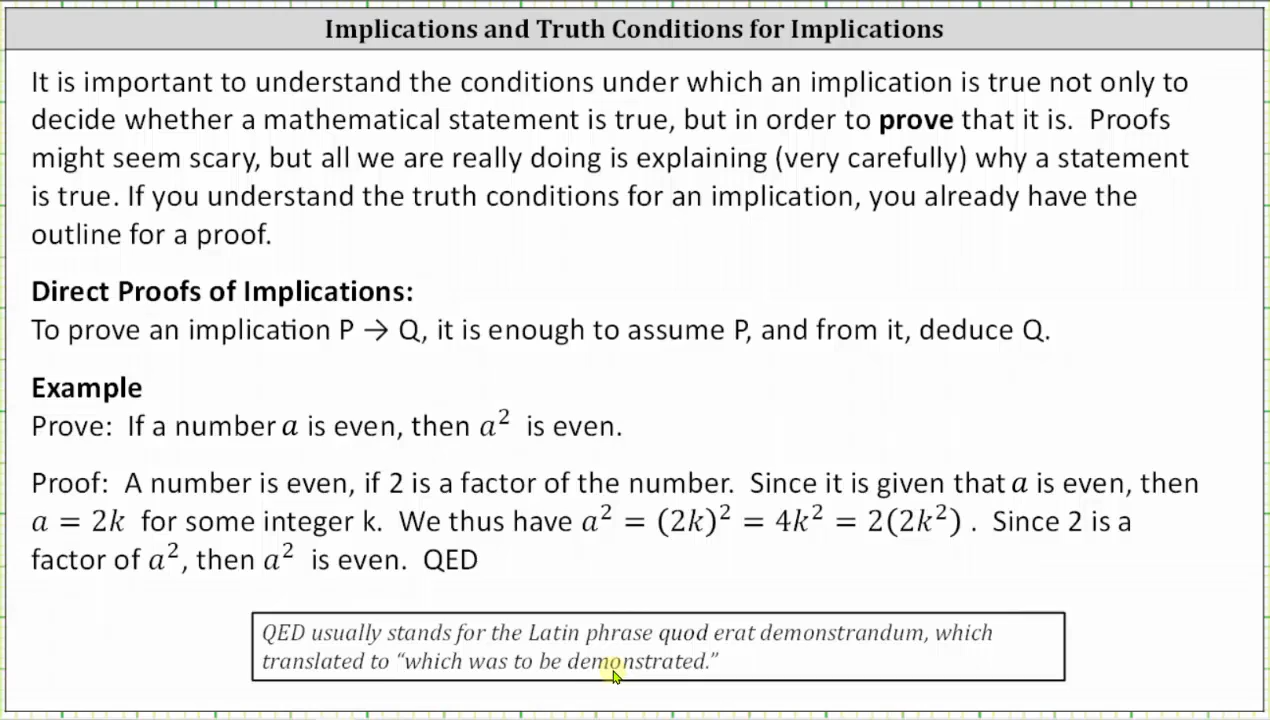 Implications and Truth Conditions for Implications
It is important to understand the conditions under which an implication is true not only to
decide whether a mathematical statement is true, but in order to prove that it is.  Proofs
might seem scary, but all we are really doing is explaining (very carefully) why a statement
is true. If you understand the truth conditions for an implication, you already have the
outline for a proof.
Direct Proofs of Implications:
To prove an implication P → Q, it is enough to assume P, and from it, deduce Q.
Example
Prove:  If a number a is even, then a² is even.
Proof:  A number is even, if 2 is a factor of the number.  Since it is given that a is even, then
a = 2k for some integer k.  We thus have a² = (2k)² = 4k² = 2(2k²) .  Since 2 is a
factor of a², then a² is even.  QED
QED usually stands for the Latin phrase quod erat demonstrandum, which
translated to “which was to be demonstrated.”